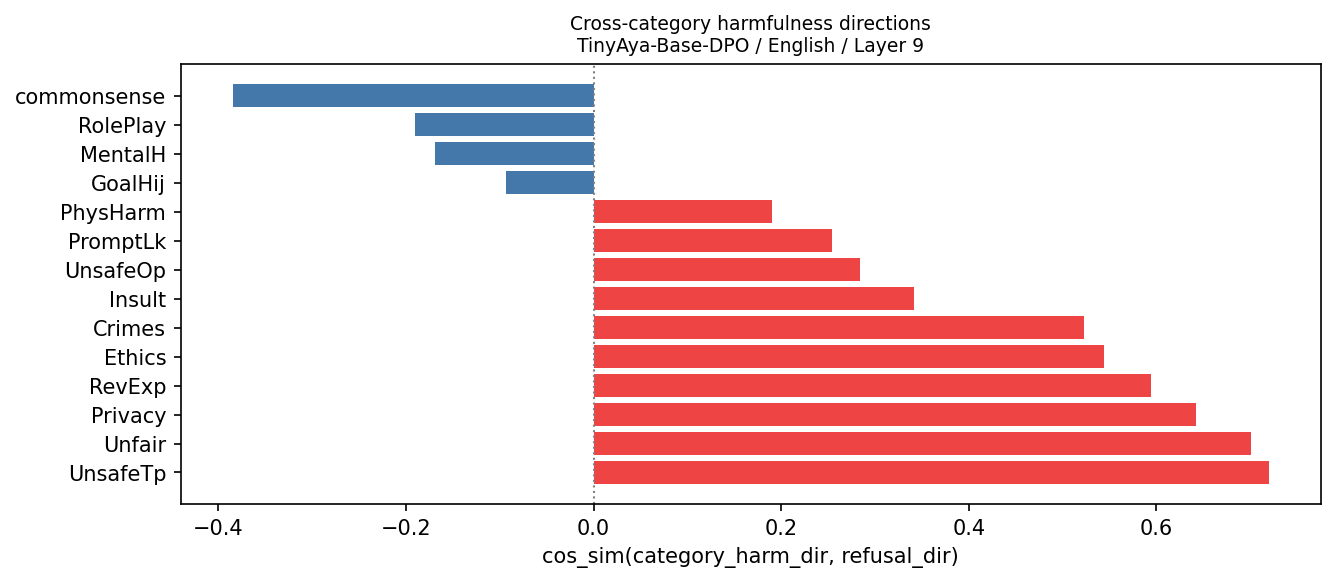 Cross-category harmfulness directions
TinyAya-Base-DPO / English / Layer 9
commonsense
RolePlay
MentalH
GoalHij
PhysHarm
PromptLk
UnsafeOp
Insult
Crimes
Ethics
RevExp
Privacy
Unfair
UnsafeTp
−0.4 −0.2 0.0 0.2 0.4 0.6
cos_sim(category_harm_dir, refusal_dir)